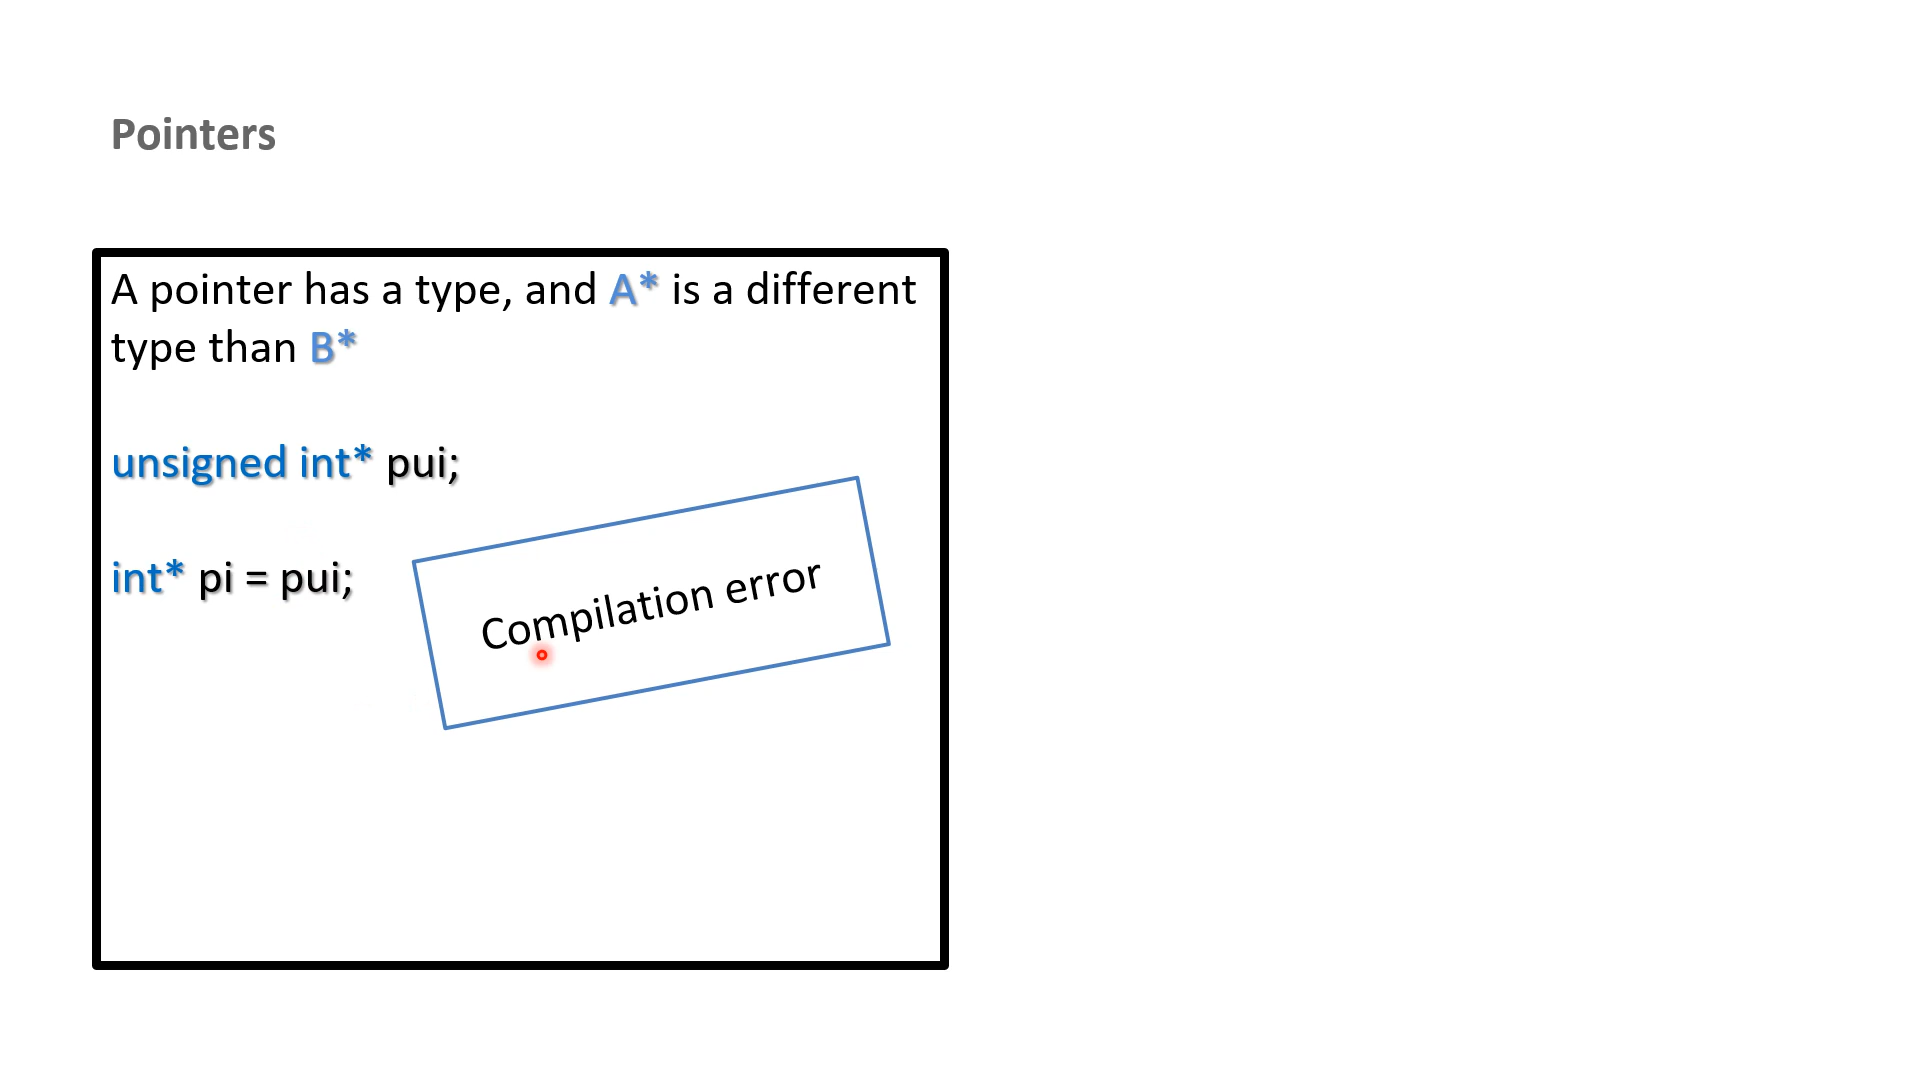 Pointers
A pointer has a type, and A* is a different
type than B*
unsigned int* pui;
int* pi = pui;
Compilation error